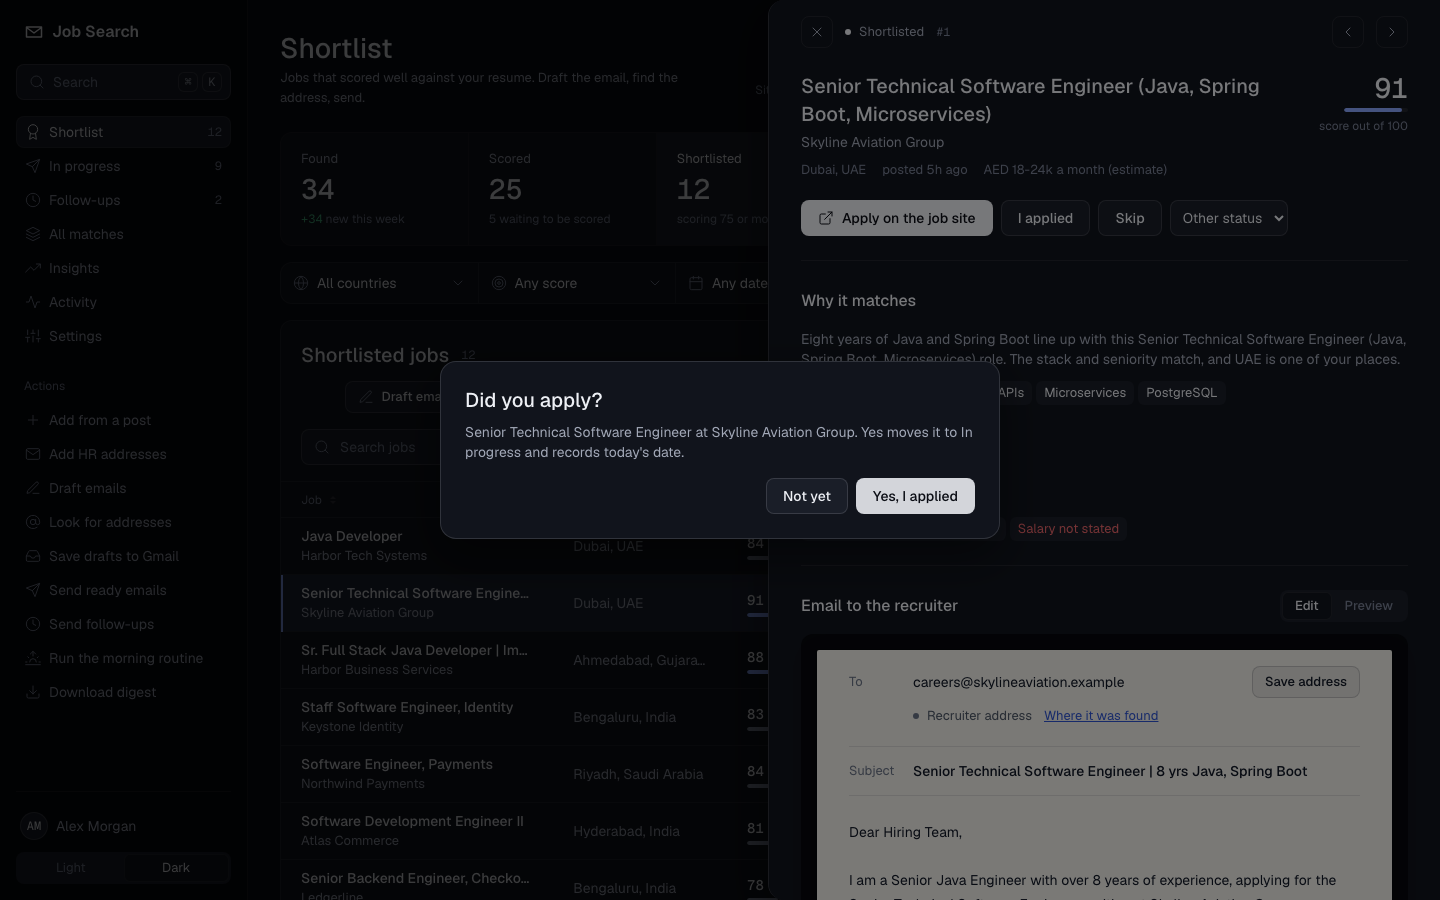 Job Search
Search
⌘ K
Shortlist 12
In progress 9
Follow-ups 2
All matches
Insights
Activity
Settings
Actions
Add from a post
Add HR addresses
Draft emails
Look for addresses
Save drafts to Gmail
Send ready emails
Send follow-ups
Run the morning routine
Download digest
AM Alex Morgan
Light Dark
Shortlist
Jobs that scored well against your resume. Draft the email, find the
address, send.
Found
34
+34 new this week
Scored
25
5 waiting to be scored
Shortlisted
12
scoring 75 or mo
All countries
Any score
Any date
Shortlisted jobs 12
Draft ema
Search jobs
Job
Java Developer
Harbor Tech Systems
Dubai, UAE
84
Senior Technical Software Engine...
Skyline Aviation Group
Dubai, UAE
91
Sr. Full Stack Java Developer | Im...
Harbor Business Services
Ahmedabad, Gujara...
88
Staff Software Engineer, Identity
Keystone Identity
Bengaluru, India
83
Software Engineer, Payments
Northwind Payments
Riyadh, Saudi Arabia
84
Software Development Engineer II
Atlas Commerce
Hyderabad, India
81
Senior Backend Engineer, Checko...
Ledgerline
Bengaluru, India
78
Did you apply?
Senior Technical Software Engineer at Skyline Aviation Group. Yes moves it to In
progress and records today's date.
Not yet
Yes, I applied
Shortlisted #1
Senior Technical Software Engineer (Java, Spring
Boot, Microservices)
91
score out of 100
Skyline Aviation Group
Dubai, UAE posted 5h ago AED 18-24k a month (estimate)
Apply on the job site
I applied
Skip
Other status
Why it matches
Eight years of Java and Spring Boot line up with this Senior Technical Software Engineer (Java,
Spring Boot, Microservices) role. The stack and seniority match, and UAE is one of your places.
APIs
Microservices
PostgreSQL
Salary not stated
Email to the recruiter
Edit Preview
To careers@skylineaviation.example
Save address
Recruiter address Where it was found
Subject Senior Technical Software Engineer | 8 yrs Java, Spring Boot
Dear Hiring Team,
I am a Senior Java Engineer with over 8 years of experience, applying for the